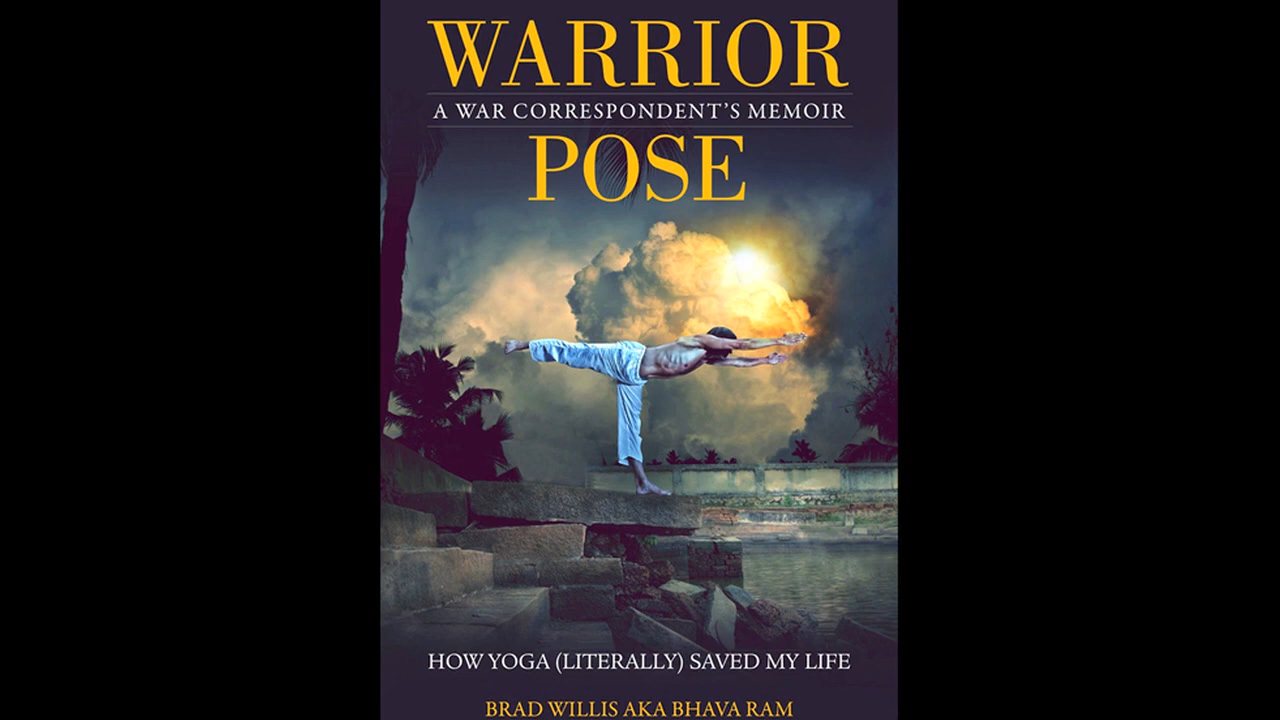 WARRIOR
A WAR CORRESPONDENT'S MEMOIR
POSE
HOW YOGA (LITERALLY) SAVED MY LIFE
BRAD WILLIS AKA BHAVA RAM